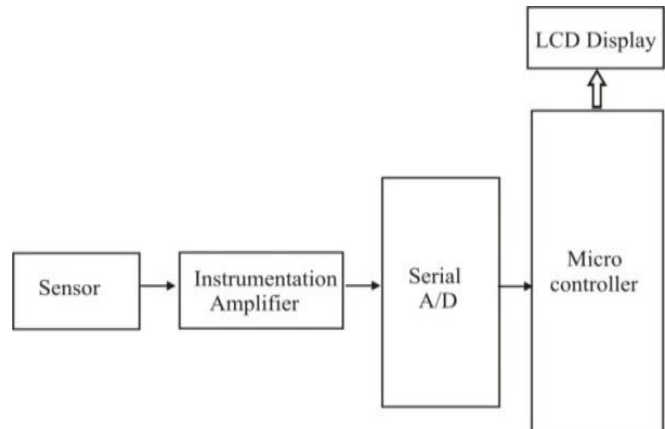 LCD Display
Sensor
Instrumentation
Amplifier
Serial
A/D
Micro
controller